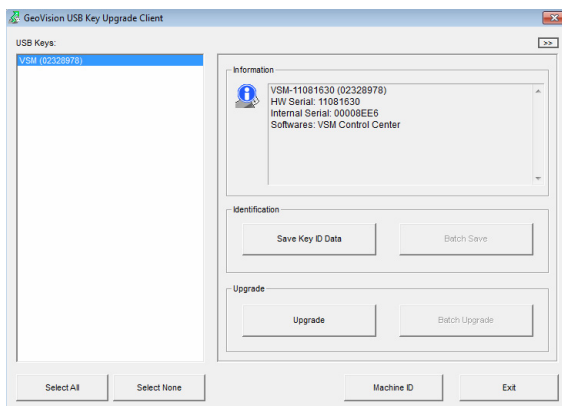 GeoVision USB Key Upgrade Client
USB Keys:
>>
VSM (02328978)
Information
VSM-11081630 (02328978)
HW Serial: 11081630
Internal Serial: 00008EE6
Softwares: VSM Control Center
Identification
Save Key ID Data
Batch Save
Upgrade
Upgrade
Batch Upgrade
Select All
Select None
Machine ID
Exit